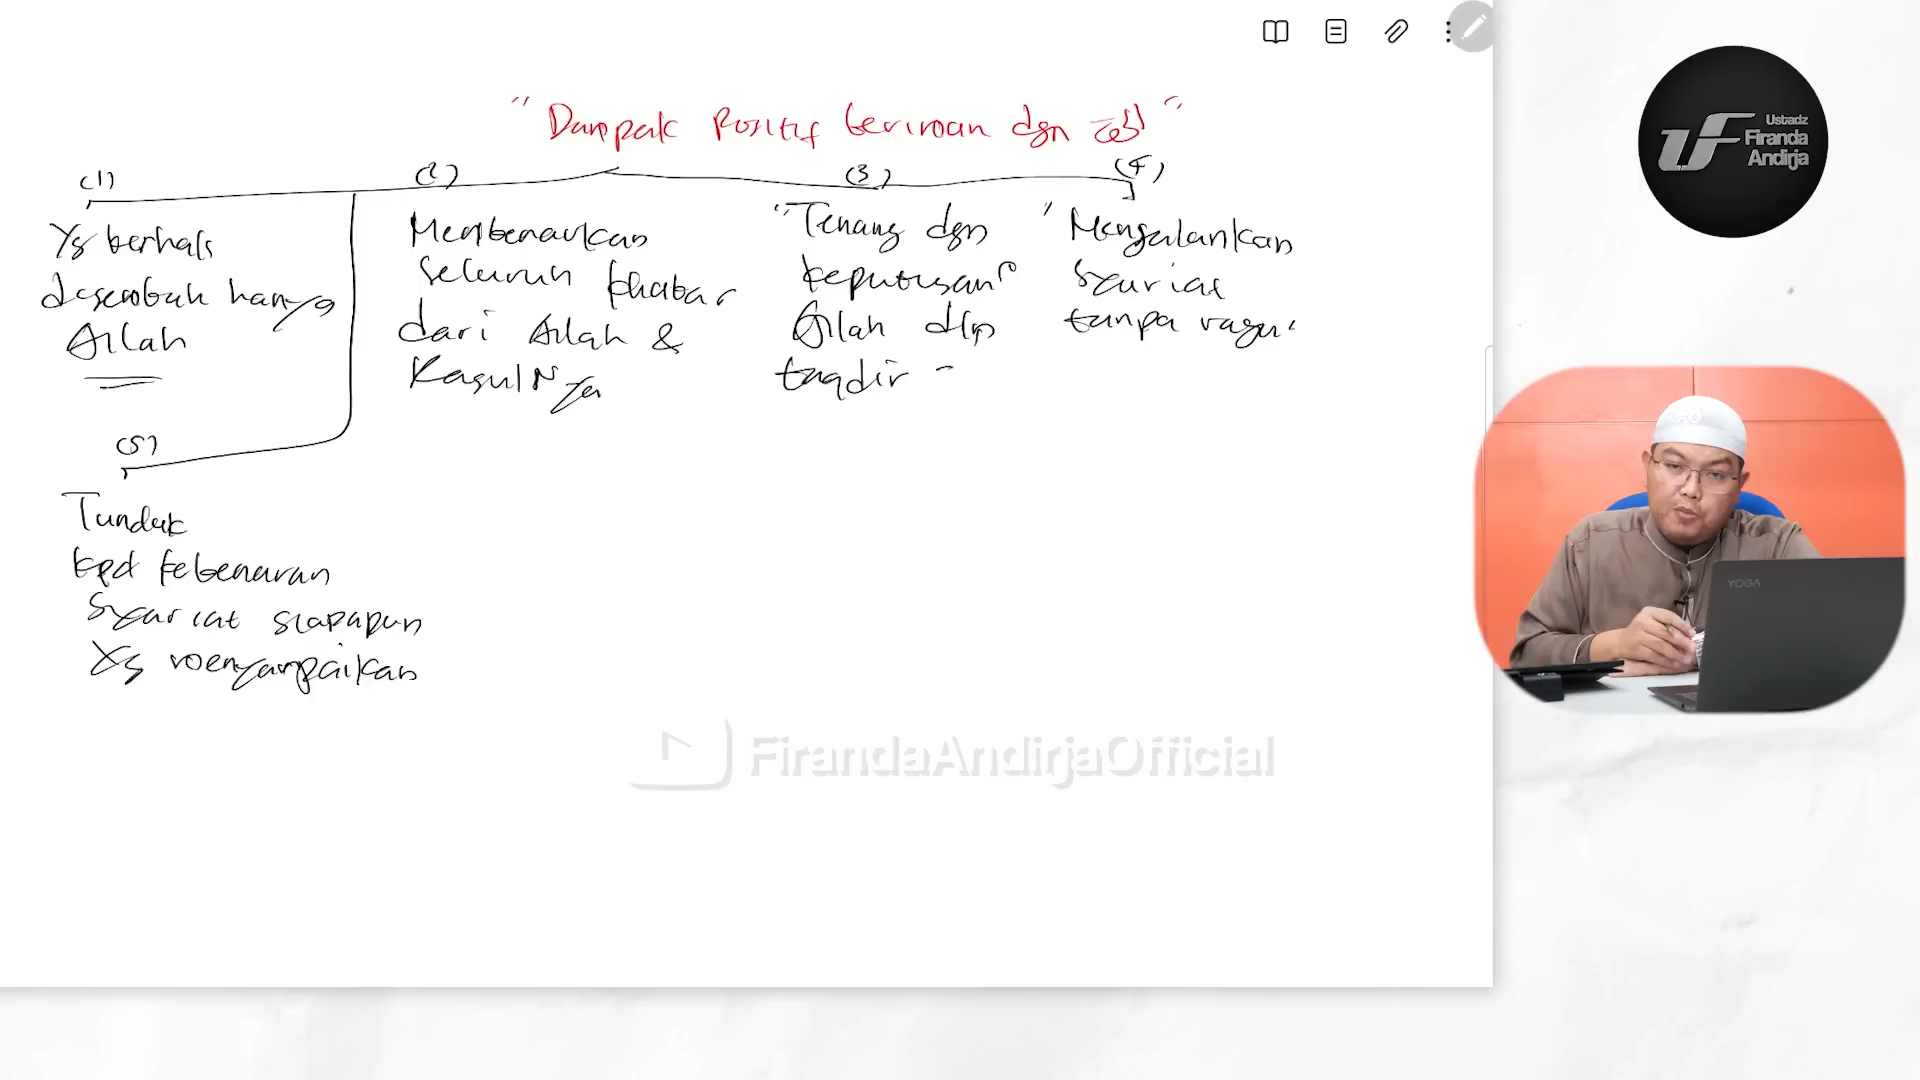 "Dampak Positif beriman dgn الحق"
(1)
Yg berhak
disembah hanya
Allah
(2)
Membenarkan
seluruh khabar
dari Allah &
RasulNya
(3)
"Tenang dgn
keputusan"
Allah dlm
taqdir -
(4)
" Menjalankan
Syariat
tanpa ragu"
(5)
Tunduk
kpd kebenaran
Syariat siapapun
Yg menyampaikan
Ustadz
Firanda
Andirja
YOGA
FirandaAndirjaOfficial